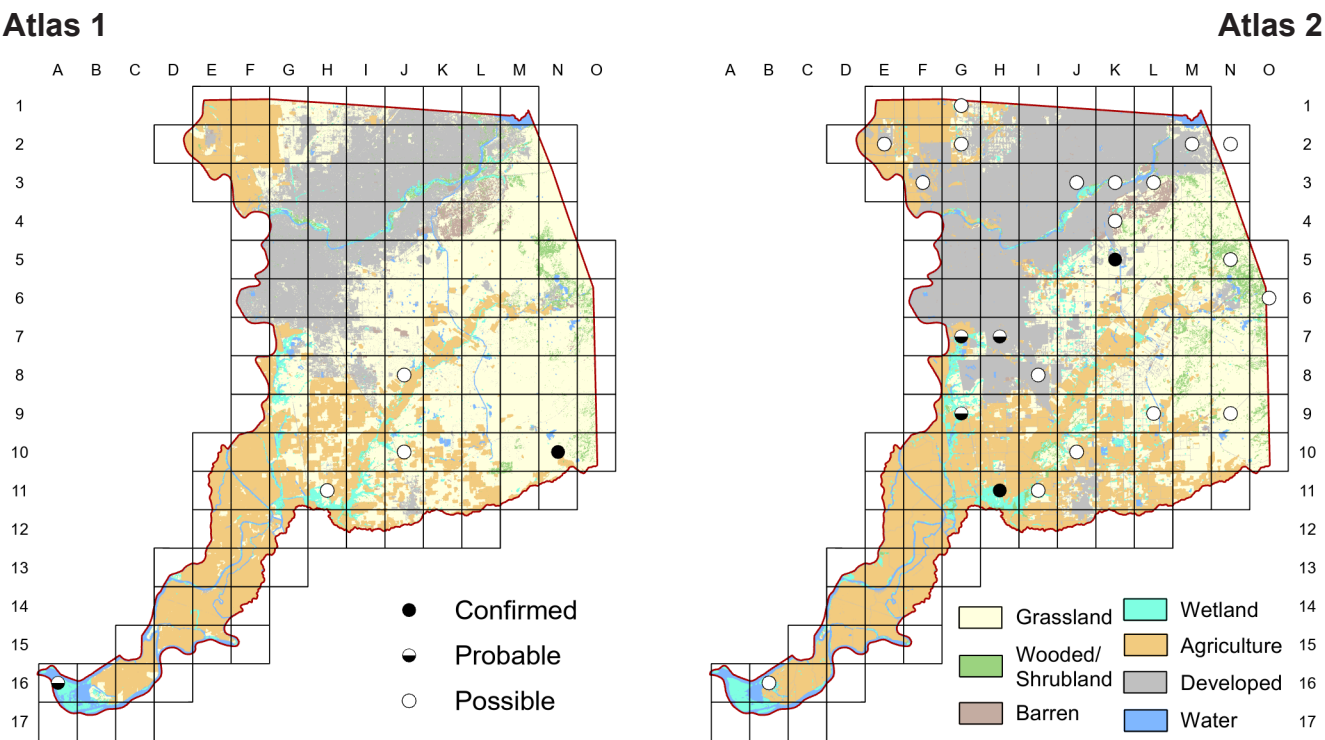 Atlas 1
Atlas 2
A B C D E F G H I J K L M N O
A B C D E F G H I J K L M N O
1
2
3
4
5
6
7
8
9
10
11
12
13
14
15
16
17
1
2
3
4
5
6
7
8
9
10
11
12
13
14
15
16
17
Confirmed
Probable
Possible
Grassland
Wooded/
Shrubland
Barren
Wetland
Agriculture
Developed
Water